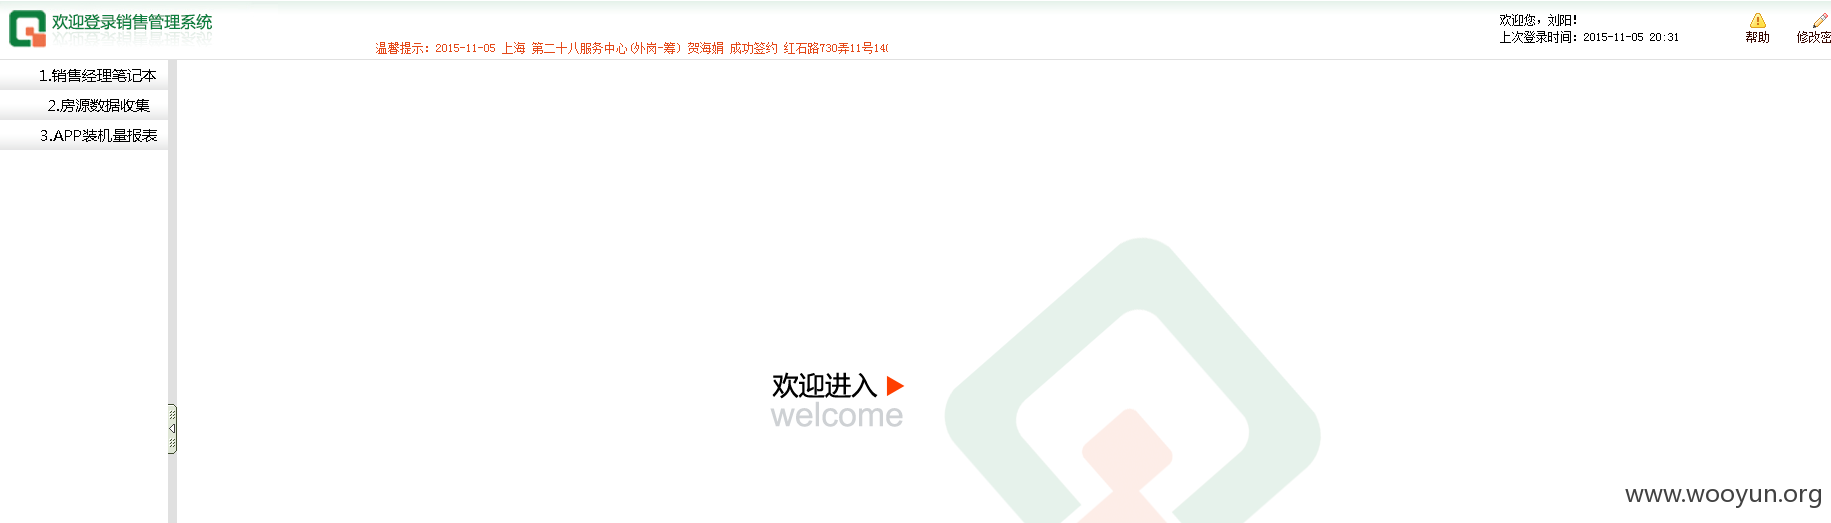 欢迎登录销售管理系统
温馨提示：2015-11-05 上海 第二十八服务中心(外岗-筹) 贺海娟 成功签约 红石路730弄11号14(
欢迎您，刘阳!
上次登录时间：2015-11-05 20:31
帮助
修改密
1.销售经理笔记本
2.房源数据收集
3.APP装机量报表
欢迎进入
welcome
www.wooyun.org